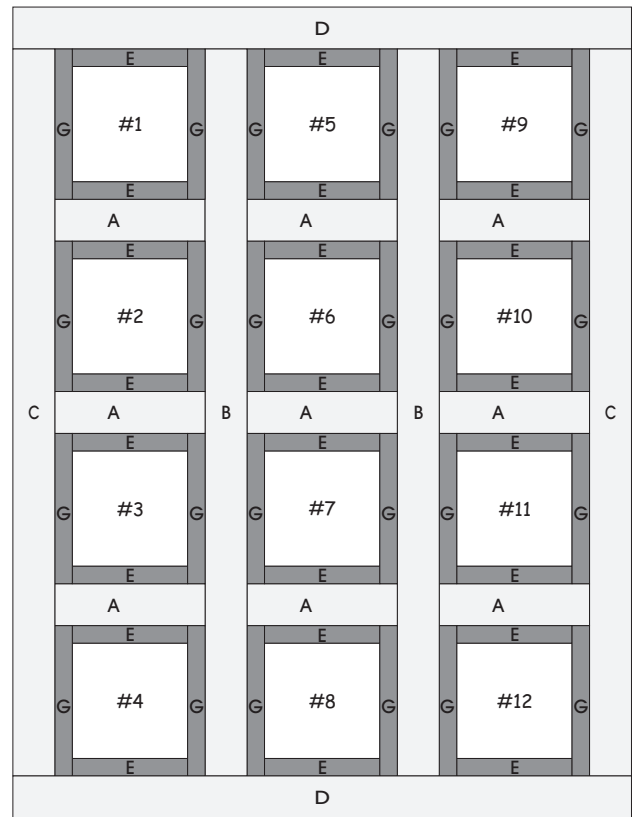 D
E E E
G #1 G G #5 G G #9 G
E E E
A A A
E E E
G #2 G G #6 G G #10 G
E E E
C A B A B A C
E E E
G #3 G G #7 G G #11 G
E E E
A A A
E E E
G #4 G G #8 G G #12 G
E E E
D